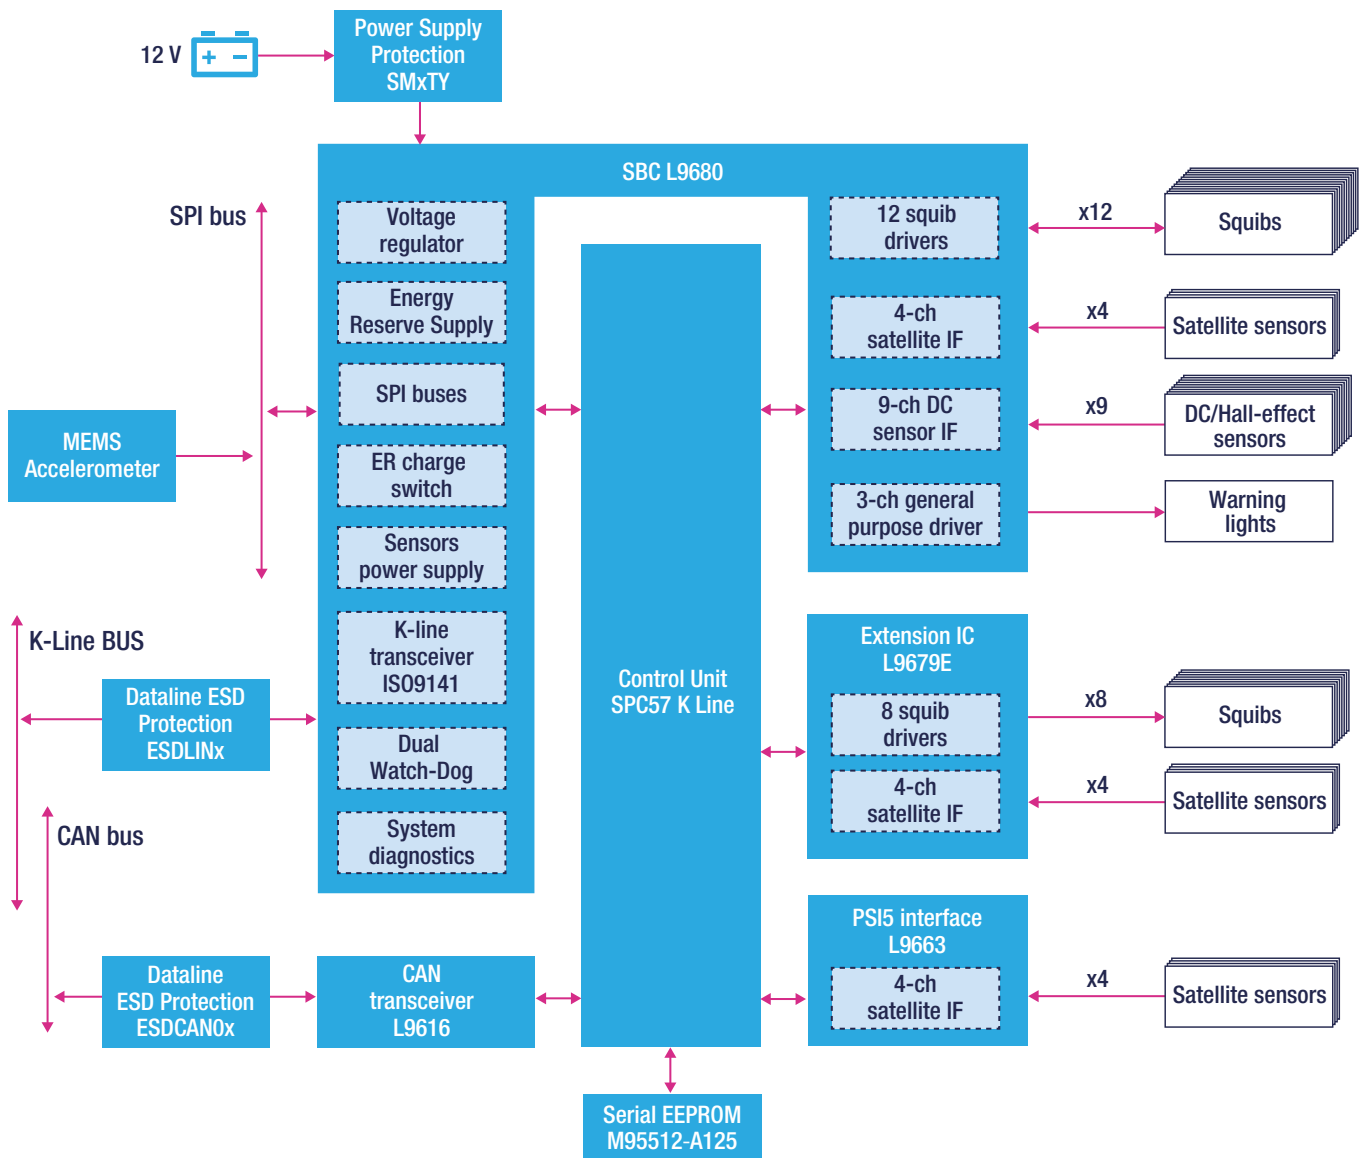 12 V
+ −
Power Supply
Protection
SMxTY
SBC L9680
SPI bus
Voltage
regulator
Energy
Reserve Supply
SPI buses
ER charge
switch
Sensors
power supply
K-line
transceiver
ISO9141
Dual
Watch-Dog
System
diagnostics
MEMS
Accelerometer
K-Line BUS
Dataline ESD
Protection
ESDLINx
CAN bus
Dataline
ESD Protection
ESDCAN0x
CAN
transceiver
L9616
Control Unit
SPC57 K Line
Serial EEPROM
M95512-A125
12 squib
drivers
4-ch
satellite IF
9-ch DC
sensor IF
3-ch general
purpose driver
x12
Squibs
x4
Satellite sensors
x9
DC/Hall-effect
sensors
Warning
lights
Extension IC
L9679E
8 squib
drivers
4-ch
satellite IF
x8
Squibs
x4
Satellite sensors
PSI5 interface
L9663
4-ch
satellite IF
x4
Satellite sensors